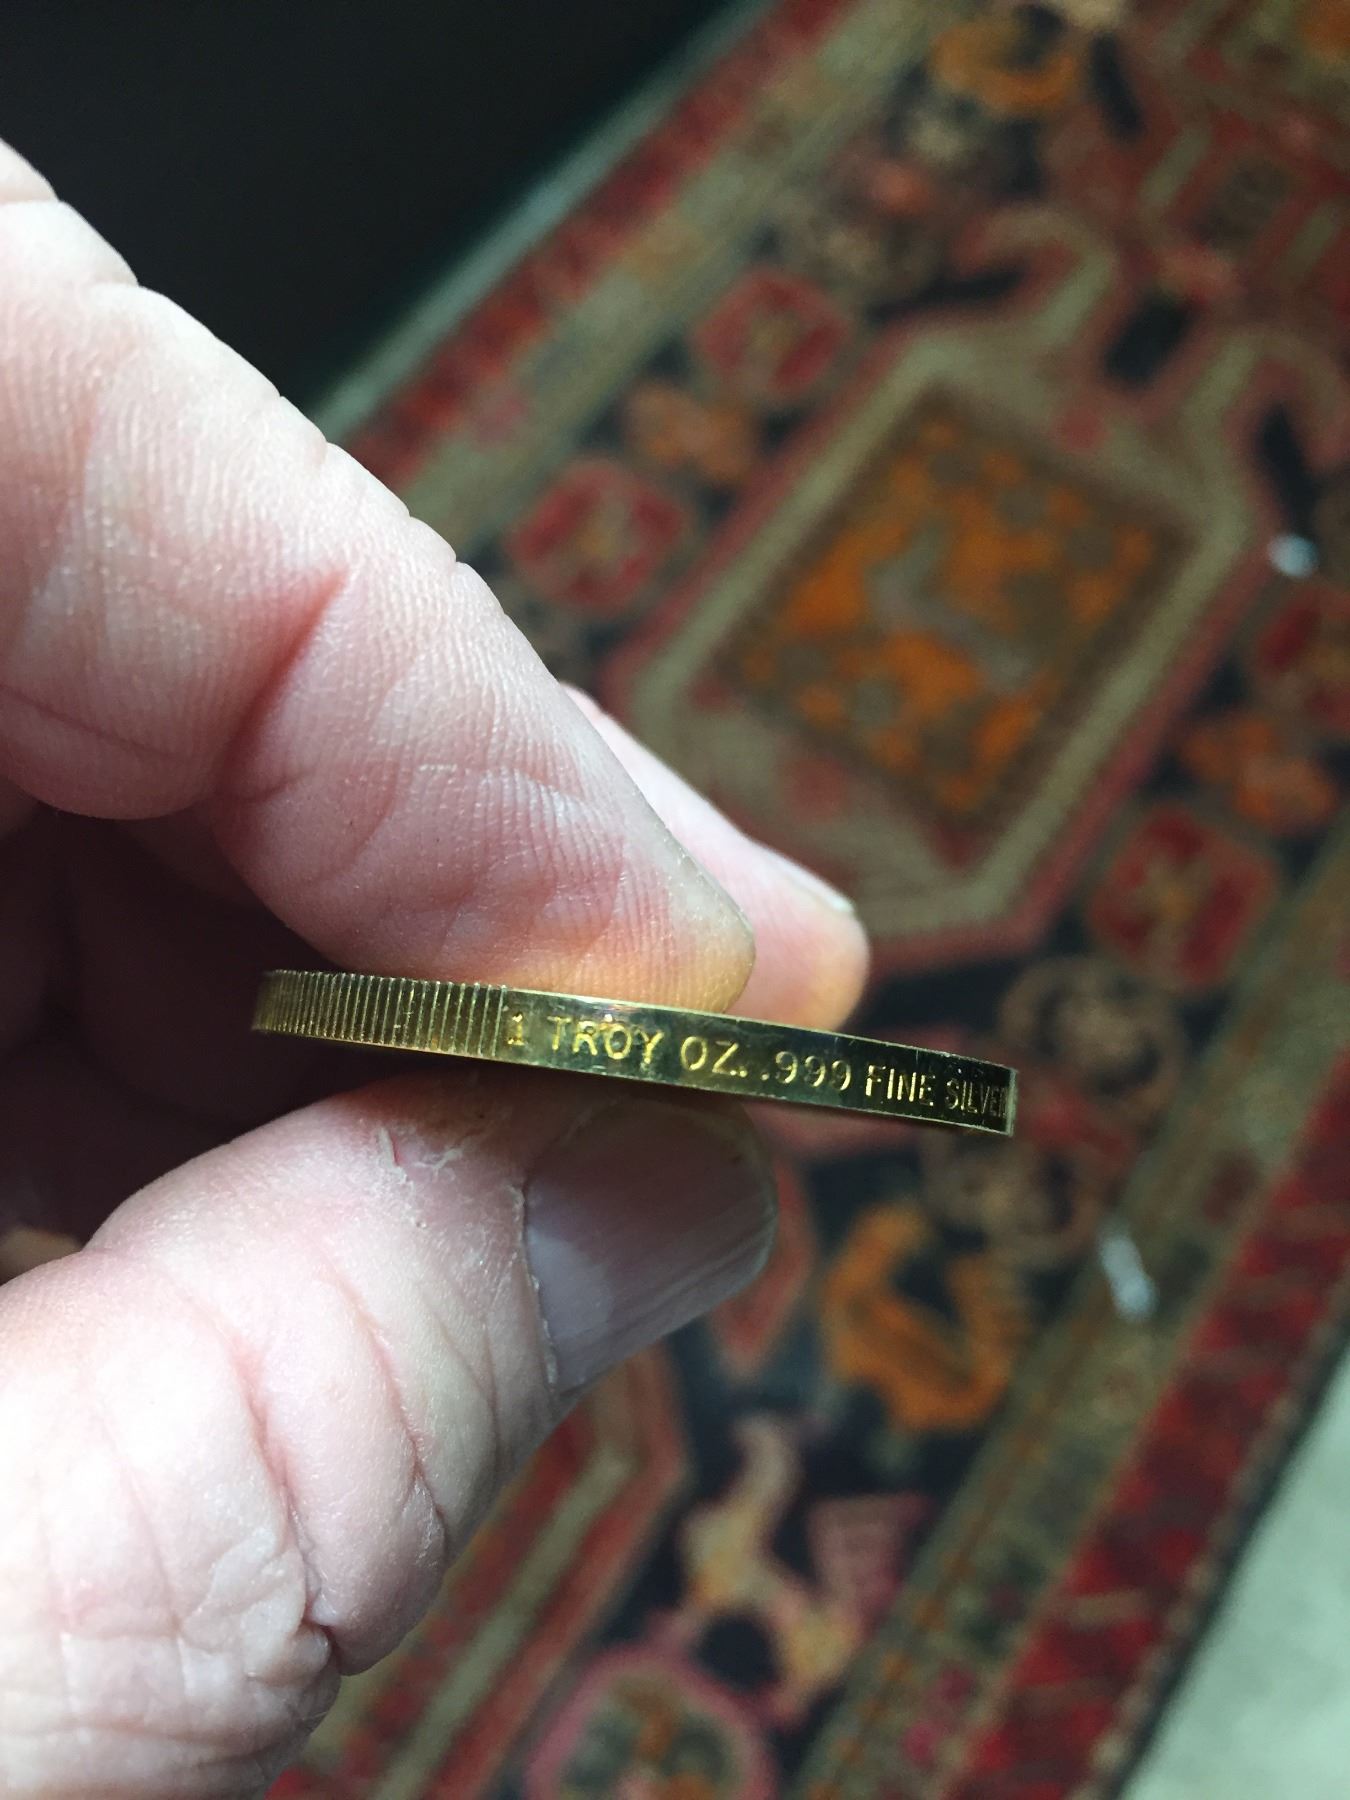 1 TROY OZ. .999 FINE SILVER